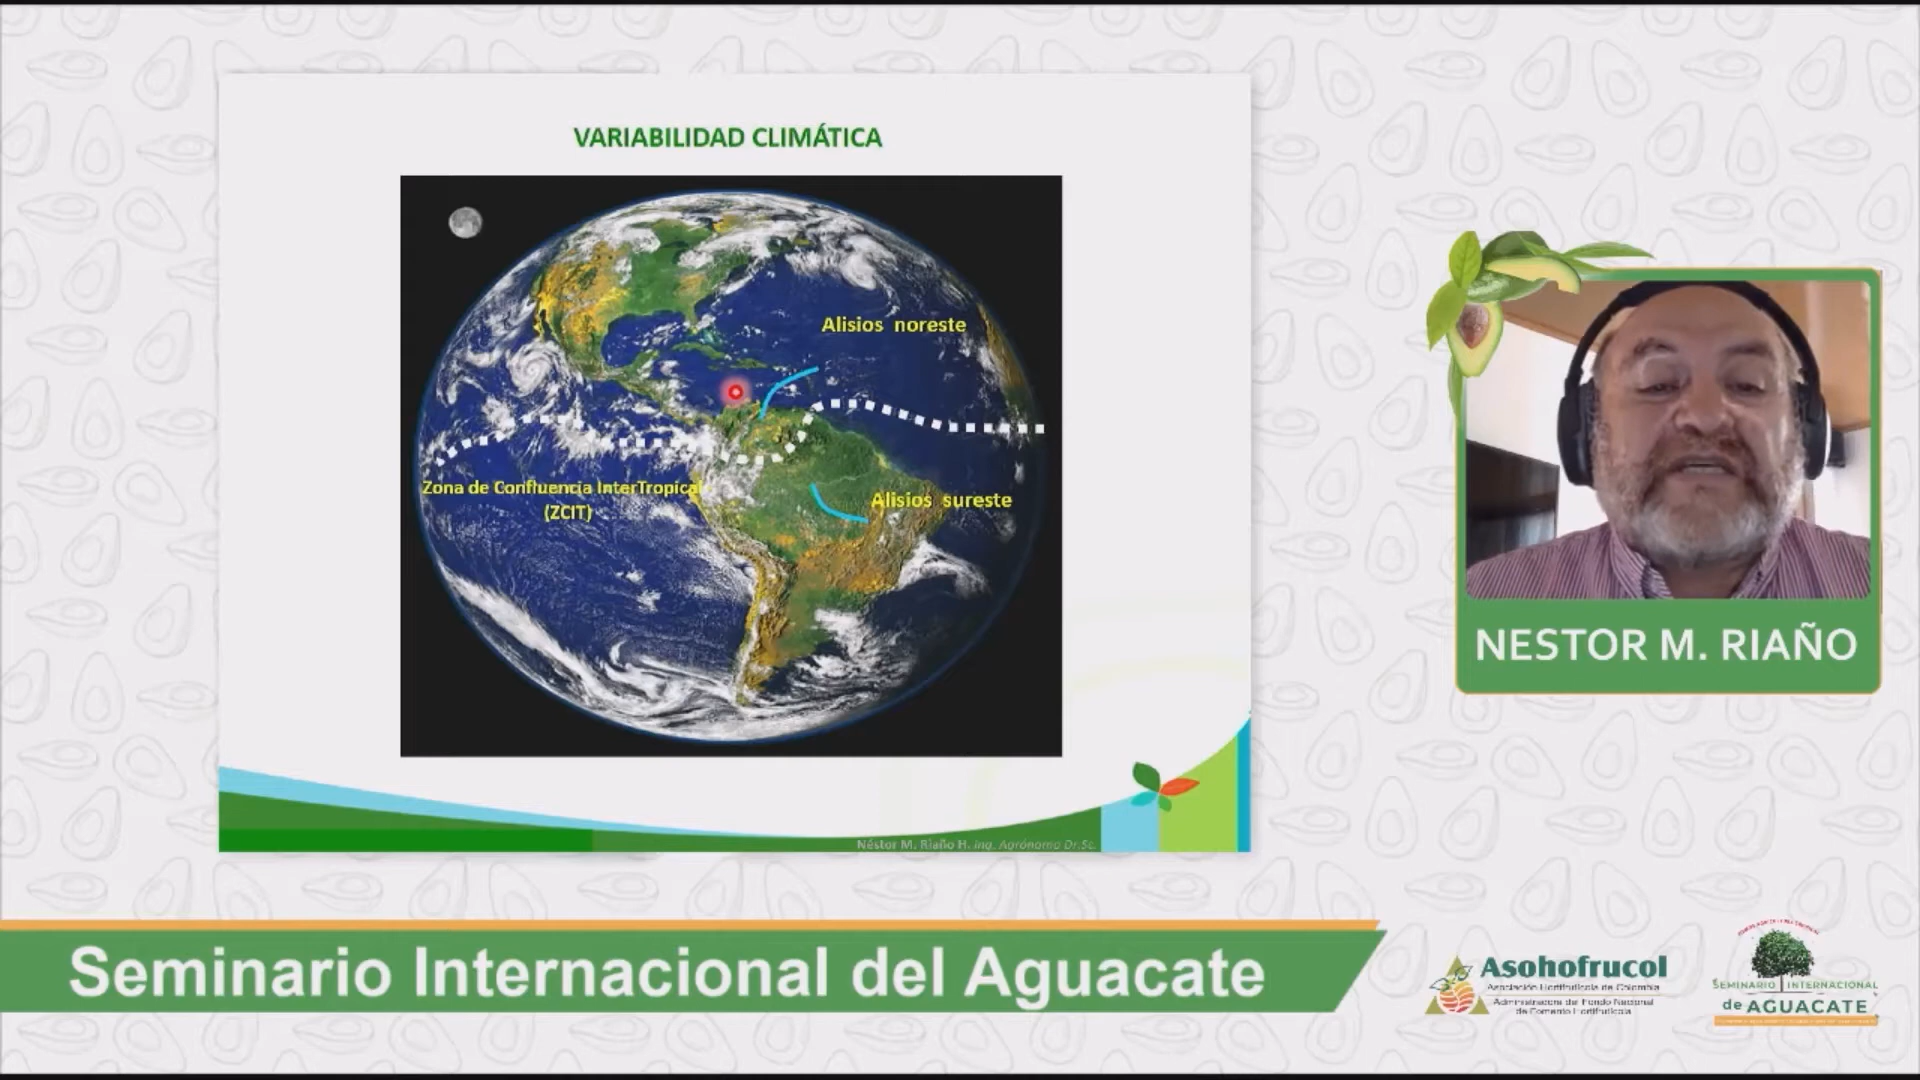 VARIABILIDAD CLIMÁTICA
Alisios noreste
Zona de Confluencia InterTropical
(ZCIT)
Alisios sureste
Néstor M. Riaño H. Ing. Agrónomo Dr.Sc.
NESTOR M. RIAÑO
Seminario Internacional del Aguacate
Asohofrucol
Asociación Hortifrutícola de Colombia
Administradora del Fondo Nacional
de Fomento Hortifrutícola
SEMINARIO INTERNACIONAL
de AGUACATE